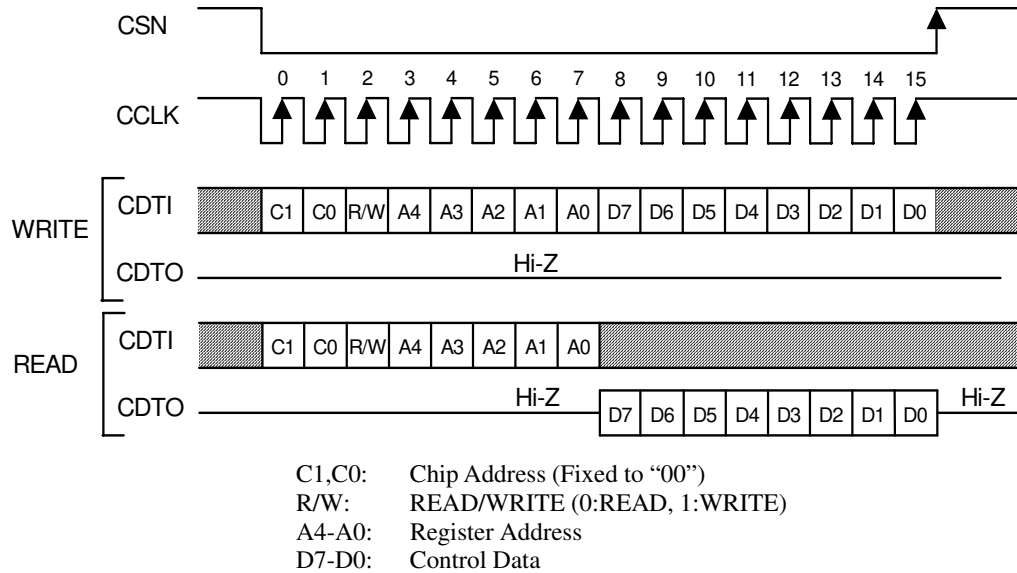 CSN
0 1 2 3 4 5 6 7 8 9 10 11 12 13 14 15
CCLK
WRITE
CDTI C1 C0 R/W A4 A3 A2 A1 A0 D7 D6 D5 D4 D3 D2 D1 D0
CDTO Hi-Z
READ
CDTI C1 C0 R/W A4 A3 A2 A1 A0
CDTO Hi-Z D7 D6 D5 D4 D3 D2 D1 D0 Hi-Z
C1,C0: Chip Address (Fixed to “00”)
R/W: READ/WRITE (0:READ, 1:WRITE)
A4-A0: Register Address
D7-D0: Control Data